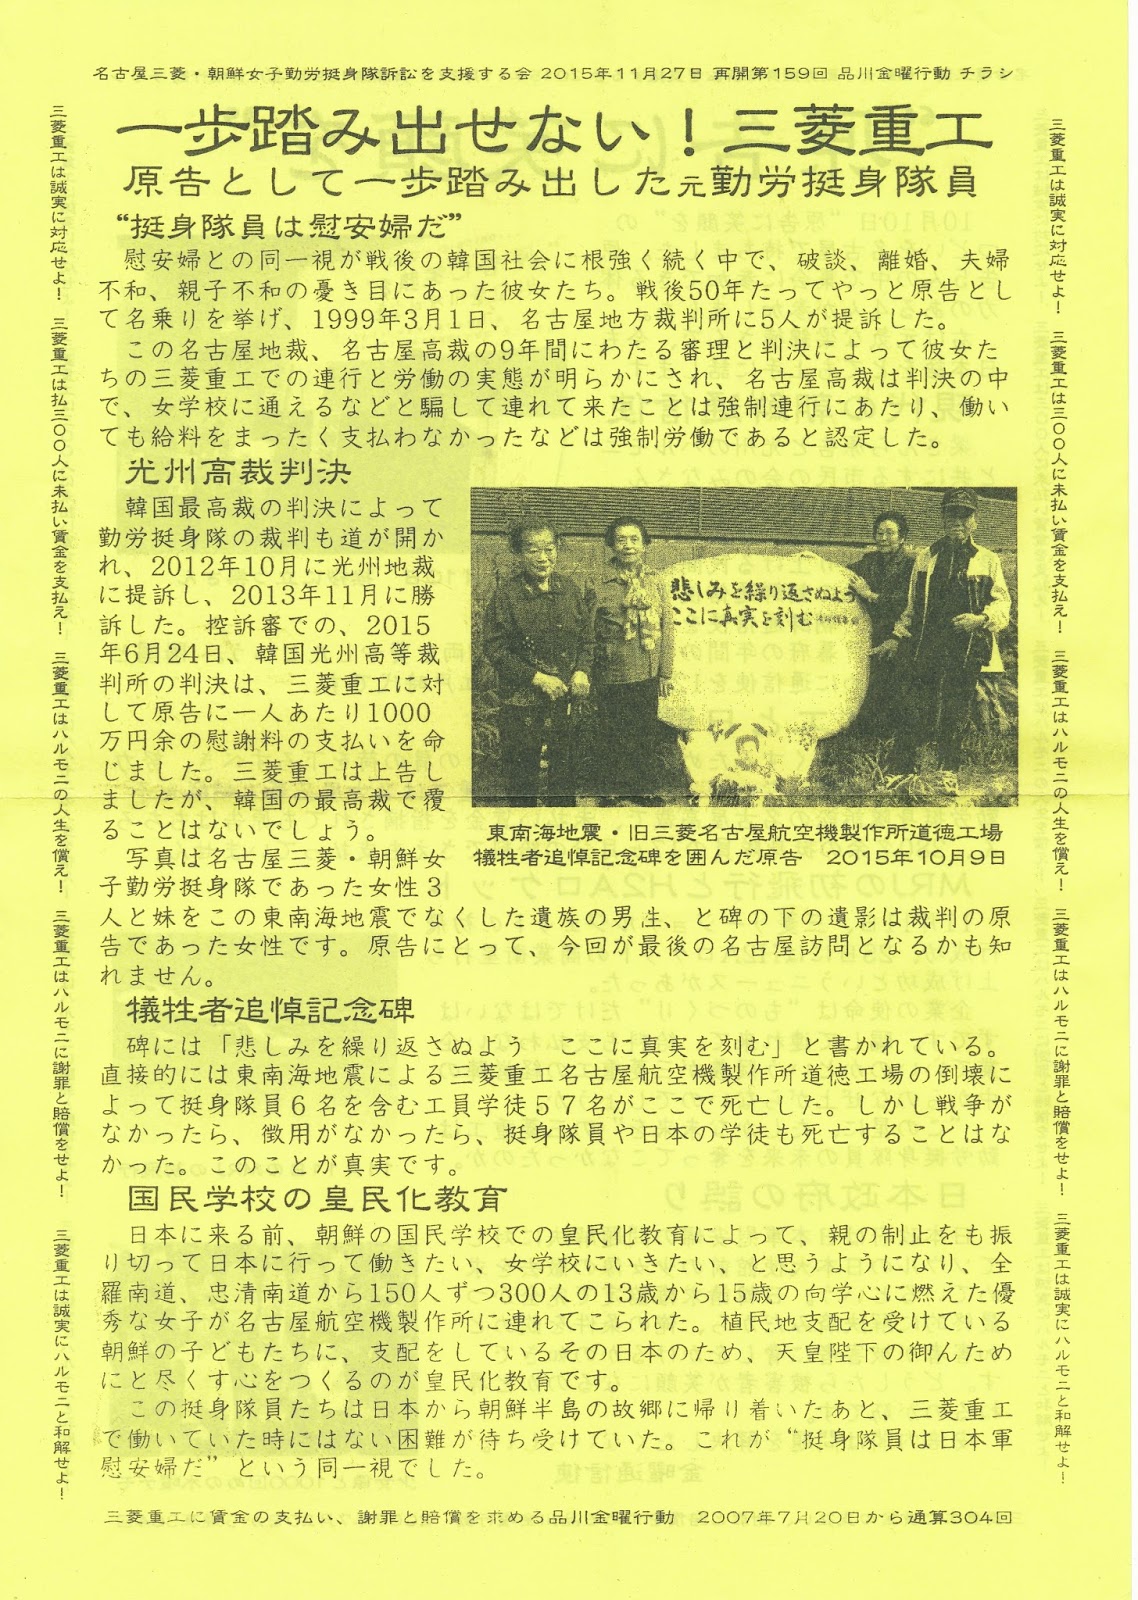 名古屋三菱・朝鮮女子勤労挺身隊訴訟を支援する会 2015年11月27日 再開第159回 品川金曜行動 チラシ
一歩踏み出せない！三菱重工
原告として一歩踏み出した元勤労挺身隊員
“挺身隊員は慰安婦だ”
慰安婦との同一視が戦後の韓国社会に根強く続く中で、破談、離婚、夫婦
不和、親子不和の憂き目にあった彼女たち。戦後50年たってやっと原告とし
て名乗りを挙げ、1999年3月1日、名古屋地方裁判所に5人が提訴した。
この名古屋地裁、名古屋高裁の9年間にわたる審理と判決によって彼女た
ちの三菱重工での連行と労働の実態が明らかにされ、名古屋高裁は判決の中
で、女学校に通えるなどと騙して連れて来たことは強制連行にあたり、働い
ても給料をまったく支払わなかったなどは強制労働であると認定した。
光州高裁判決
韓国最高裁の判決によって
勤労挺身隊の裁判も道が開か
れ、2012年10月に光州地裁
に提訴し、2013年11月に勝
訴した。控訴審での、2015
年6月24日、韓国光州高等裁
判所の判決は、三菱重工に対
して原告に一人あたり1000
万円余の慰謝料の支払いを命
じました。三菱重工は上告し
ましたが、韓国の最高裁で覆
ることはないでしょう。
写真は名古屋三菱・朝鮮女
子勤労挺身隊であった女性３
人と妹をこの東南海地震でなくした遺族の男性、と碑の下の遺影は裁判の原
告であった女性です。原告にとって、今回が最後の名古屋訪問となるかも知
れません。
悲しみを繰り返さぬよう
ここに真実を刻む
東南海地震・旧三菱名古屋航空機製作所道徳工場
犠牲者追悼記念碑を囲んだ原告　2015年10月9日
犠牲者追悼記念碑
碑には「悲しみを繰り返さぬよう　ここに真実を刻む」と書かれている。
直接的には東南海地震による三菱重工名古屋航空機製作所道徳工場の倒壊に
よって挺身隊員６名を含む工員学徒５７名がここで死亡した。しかし戦争が
なかったら、徴用がなかったら、挺身隊員や日本の学徒も死亡することはな
かった。このことが真実です。
国民学校の皇民化教育
日本に来る前、朝鮮の国民学校での皇民化教育によって、親の制止をも振
り切って日本に行って働きたい、女学校にいきたい、と思うようになり、全
羅南道、忠清南道から150人ずつ300人の13歳から15歳の向学心に燃えた優
秀な女子が名古屋航空機製作所に連れてこられた。植民地支配を受けている
朝鮮の子どもたちに、支配をしているその日本のため、天皇陛下の御んため
にと尽くす心をつくるのが皇民化教育です。
この挺身隊員たちは日本から朝鮮半島の故郷に帰り着いたあと、三菱重工
で働いていた時にはない困難が待ち受けていた。これが“挺身隊員は日本軍
慰安婦だ”という同一視でした。
三菱重工に賃金の支払い、謝罪と賠償を求める品川金曜行動　2007年7月20日から通算304回
三菱重工は誠実に対応せよ！　三菱重工は払三〇〇人に未払い賃金を支払え！　三菱重工はハルモニの人生を償え！　三菱重工はハルモニに謝罪と賠償をせよ！　三菱重工は誠実にハルモニと和解せよ！
三菱重工は誠実に対応せよ！　三菱重工は三〇〇人に未払い賃金を支払え！　三菱重工はハルモニの人生を償え！　三菱重工はハルモニに謝罪と賠償をせよ！　三菱重工は誠実にハルモニと和解せよ！